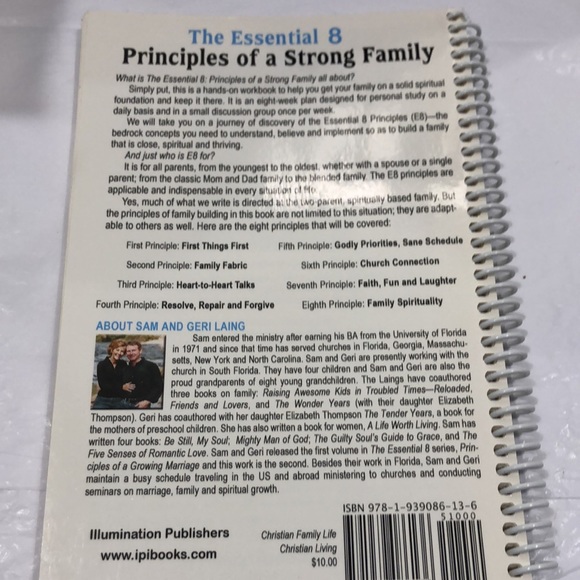 The Essential 8
Principles of a Strong Family
What is The Essential 8: Principles of a Strong Family all about?
Simply put, this is a hands-on workbook to help you get your family on a solid spiritual
foundation and keep it there. It is an eight-week plan designed for personal study on a
daily basis and in a small discussion group once per week.
We will take you on a journey of discovery of the Essential 8 Principles (E8)—the
bedrock concepts you need to understand, believe and implement so as to build a family
that is close, spiritual and thriving.
And just who is E8 for?
It is for all parents, from the youngest to the oldest, whether with a spouse or a single
parent; from the classic Mom and Dad family to the blended family. The E8 principles are
applicable and indispensable in every situation of life.
Yes, much of what we write is directed at the two-parent, spiritually based family. But
the principles of family building in this book are not limited to this situation; they are adapt-
able to others as well. Here are the eight principles that will be covered:
First Principle: First Things First Fifth Principle: Godly Priorities, Sane Schedule
Second Principle: Family Fabric Sixth Principle: Church Connection
Third Principle: Heart-to-Heart Talks Seventh Principle: Faith, Fun and Laughter
Fourth Principle: Resolve, Repair and Forgive Eighth Principle: Family Spirituality
ABOUT SAM AND GERI LAING
Sam entered the ministry after earning his BA from the University of Florida
in 1971 and since that time has served churches in Florida, Georgia, Massachu-
setts, New York and North Carolina. Sam and Geri are presently working with the
church in South Florida. They have four children and Sam and Geri are also the
proud grandparents of eight young grandchildren. The Laings have coauthored
three books on family: Raising Awesome Kids in Troubled Times—Reloaded,
Friends and Lovers, and The Wonder Years (with their daughter Elizabeth
Thompson). Geri has coauthored with her daughter Elizabeth Thompson The Tender Years, a book for
the mothers of preschool children. She has also written a book for women, A Life Worth Living. Sam has
written four books: Be Still, My Soul; Mighty Man of God; The Guilty Soul's Guide to Grace, and The
Five Senses of Romantic Love. Sam and Geri released the first volume in The Essential 8 series, Prin-
ciples of a Growing Marriage and this work is the second. Besides their work in Florida, Sam and Geri
maintain a busy schedule traveling in the US and abroad ministering to churches and conducting
seminars on marriage, family and spiritual growth.
Illumination Publishers
www.ipibooks.com
Christian Family Life
Christian Living
$10.00
ISBN 978-1-939086-13-6
51000